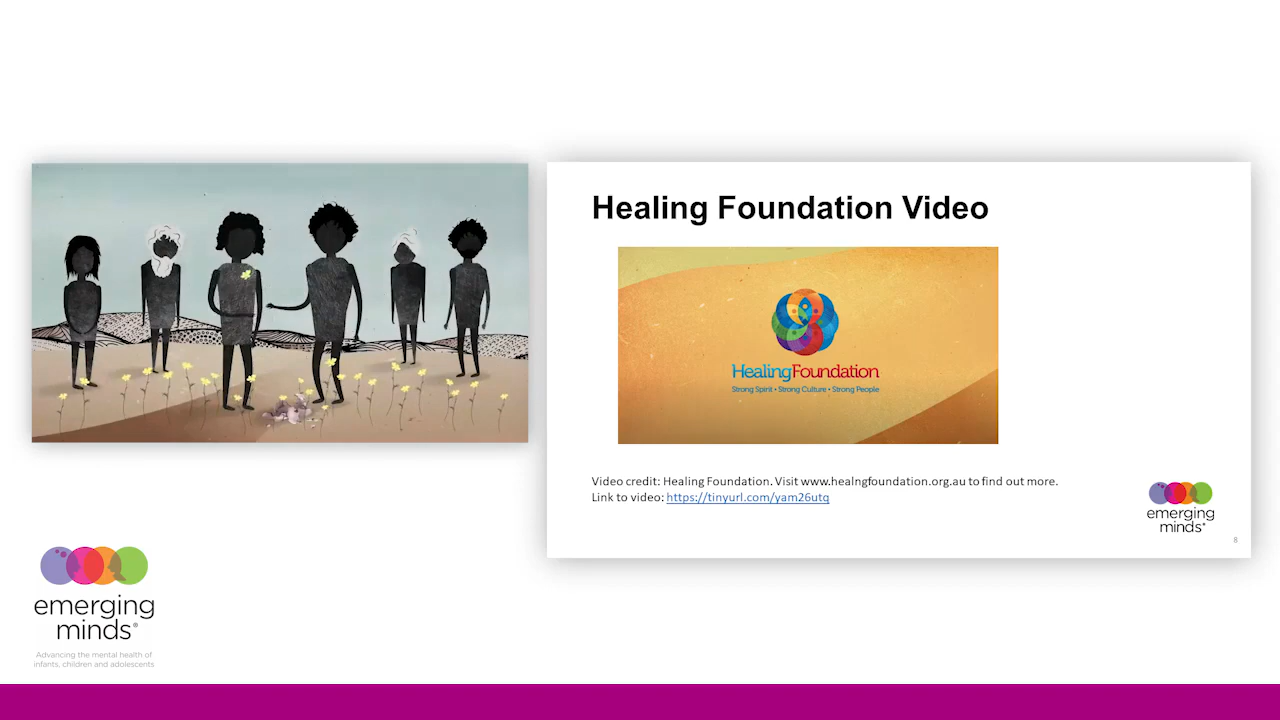 Healing Foundation Video
HealingFoundation
Strong Spirit • Strong Culture • Strong People
Video credit: Healing Foundation. Visit www.healngfoundation.org.au to find out more.
Link to video: https://tinyurl.com/yam26utq
emerging
minds®
8
emerging
minds®
Advancing the mental health of
infants, children and adolescents